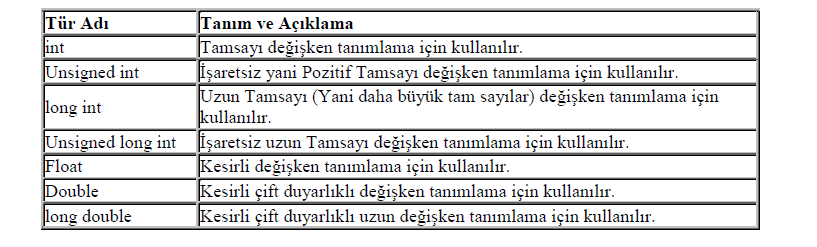 Tür Adı Tanım ve Açıklama
int Tamsayı değişken tanımlama için kullanılır.
Unsigned int İşaretsiz yani Pozitif Tamsayı değişken tanımlama için kullanılır.
long int Uzun Tamsayı (Yani daha büyük tam sayılar) değişken tanımlama için
kullanılır.
Unsigned long int İşaretsiz uzun Tamsayı değişken tanımlama için kullanılır.
Float Kesirli değişken tanımlama için kullanılır.
Double Kesirli çift duyarlıklı değişken tanımlama için kullanılır.
long double Kesirli çift duyarlıklı uzun değişken tanımlama için kullanılır.